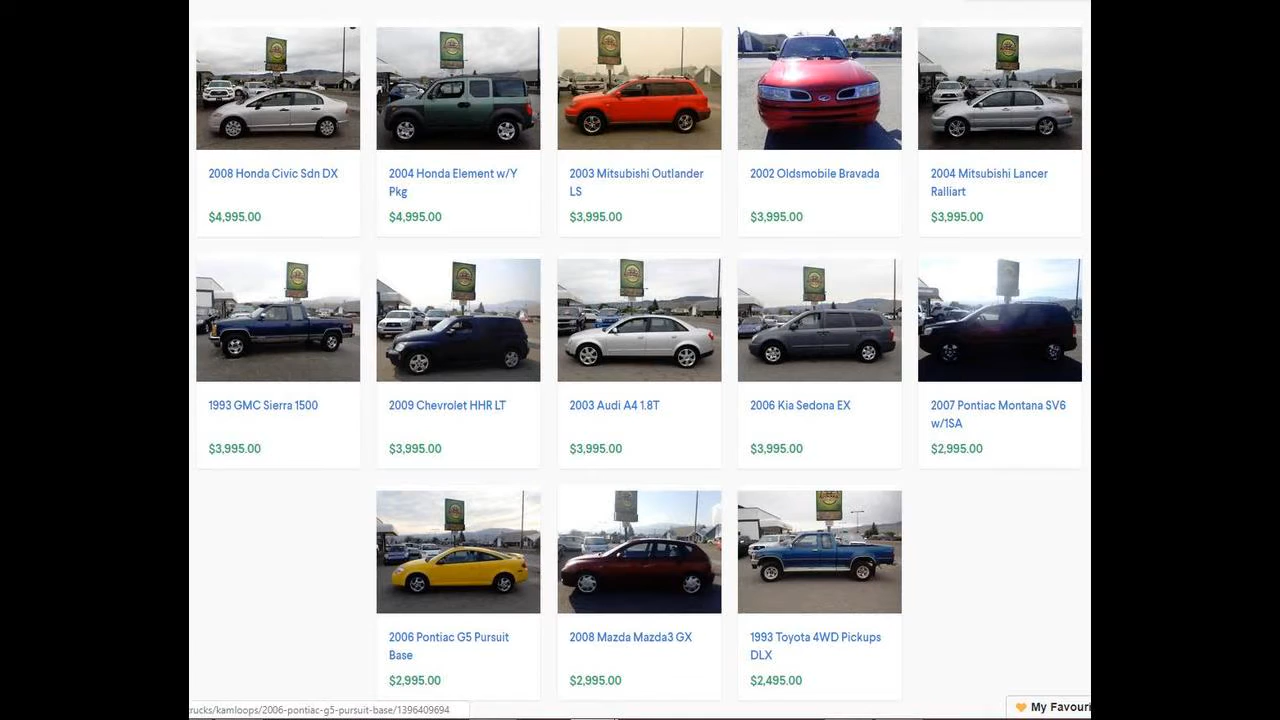 2008 Honda Civic Sdn DX
$4,995.00
2004 Honda Element w/Y
Pkg
$4,995.00
2003 Mitsubishi Outlander
LS
$3,995.00
2002 Oldsmobile Bravada
$3,995.00
2004 Mitsubishi Lancer
Ralliart
$3,995.00
1993 GMC Sierra 1500
$3,995.00
2009 Chevrolet HHR LT
$3,995.00
2003 Audi A4 1.8T
$3,995.00
2006 Kia Sedona EX
$3,995.00
2007 Pontiac Montana SV6
w/1SA
$2,995.00
2006 Pontiac G5 Pursuit
Base
$2,995.00
2008 Mazda Mazda3 GX
$2,995.00
1993 Toyota 4WD Pickups
DLX
$2,495.00
rucks/kamloops/2006-pontiac-g5-pursuit-base/1396409694
My Favouri